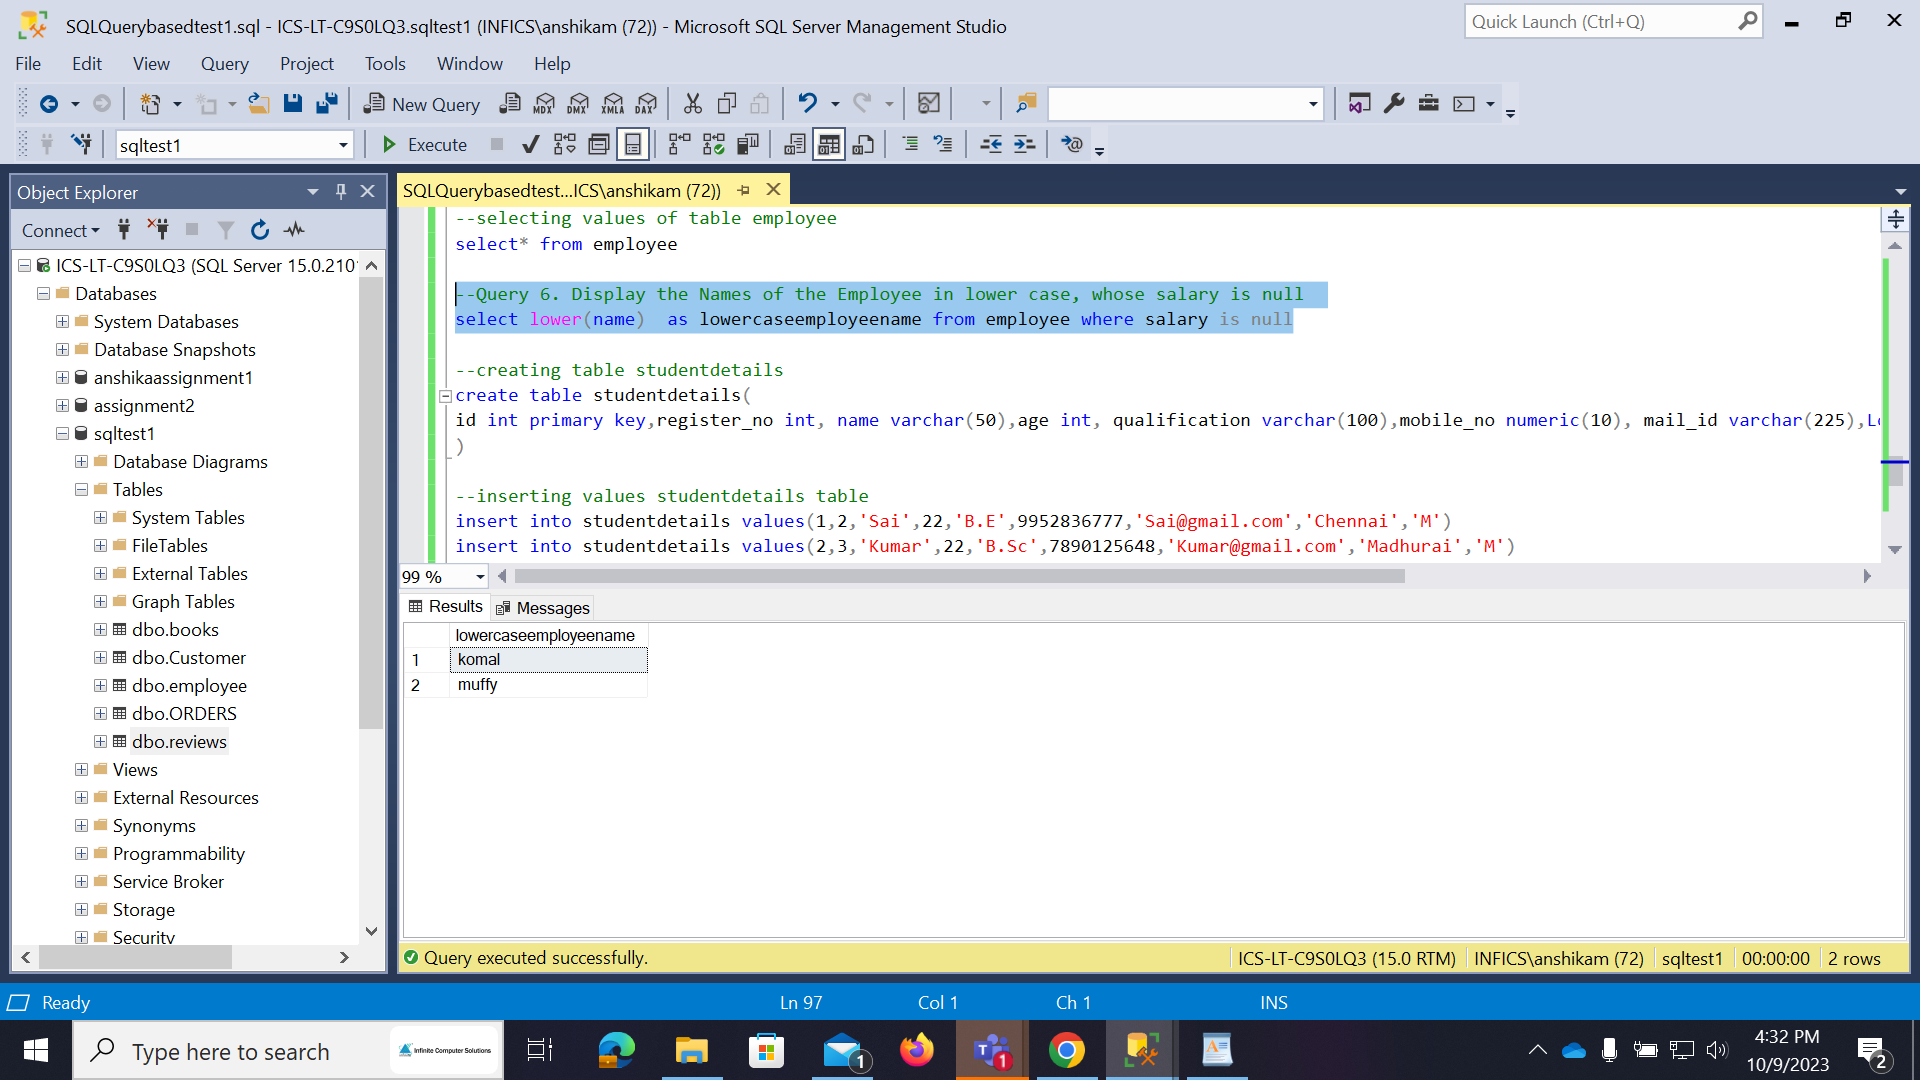 SQLQuerybasedtest1.sql - ICS-LT-C9S0LQ3.sqltest1 (INFICS\anshikam (72)) - Microsoft SQL Server Management Studio
Quick Launch (Ctrl+Q)
File Edit View Query Project Tools Window Help
New Query MDX DMX XMLA DAX
sqltest1 Execute
Object Explorer
Connect
ICS-LT-C9S0LQ3 (SQL Server 15.0.210
Databases
System Databases
Database Snapshots
anshikaassignment1
assignment2
sqltest1
Database Diagrams
Tables
System Tables
FileTables
External Tables
Graph Tables
dbo.books
dbo.Customer
dbo.employee
dbo.ORDERS
dbo.reviews
Views
External Resources
Synonyms
Programmability
Service Broker
Storage
Security
SQLQuerybasedtest...ICS\anshikam (72))
--selecting values of table employee
select* from employee
--Query 6. Display the Names of the Employee in lower case, whose salary is null
select lower(name)  as lowercaseemployeename from employee where salary is null
--creating table studentdetails
create table studentdetails(
id int primary key,register_no int, name varchar(50),age int, qualification varchar(100),mobile_no numeric(10), mail_id varchar(225),L
)
--inserting values studentdetails table
insert into studentdetails values(1,2,'Sai',22,'B.E',9952836777,'Sai@gmail.com','Chennai','M')
insert into studentdetails values(2,3,'Kumar',22,'B.Sc',7890125648,'Kumar@gmail.com','Madhurai','M')
99 %
Results Messages
lowercaseemployeename
1 komal
2 muffy
Query executed successfully. ICS-LT-C9S0LQ3 (15.0 RTM) INFICS\anshikam (72) sqltest1 00:00:00 2 rows
Ready Ln 97 Col 1 Ch 1 INS
Type here to search Infinite Computer Solutions 1 1 4:32 PM
10/9/2023 2